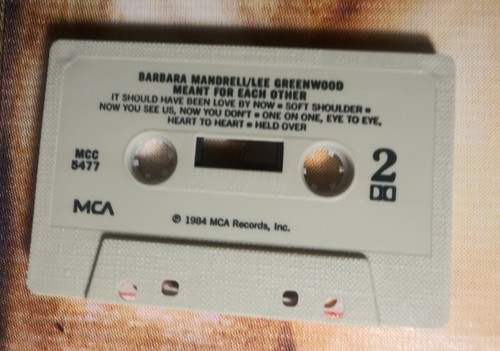 BARBARA MANDRELL/LEE GREENWOOD
MEANT FOR EACH OTHER
IT SHOULD HAVE BEEN LOVE BY NOW ■ SOFT SHOULDER ■
NOW YOU SEE US, NOW YOU DON'T ■ ONE ON ONE, EYE TO EYE,
HEART TO HEART ■ HELD OVER
MCC
5477
2
MCA
℗ 1984 MCA Records, Inc.